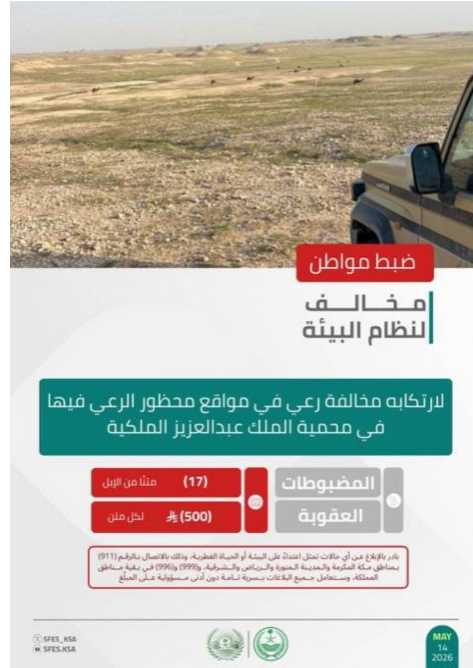 ضبط مواطن
مخالف
لنظام البيئة
لارتكابه مخالفة رعي في مواقع محظور الرعي فيها
في محمية الملك عبدالعزيز الملكية
المضبوطات (17) متنًا من الإبل
العقوبة (500) لكل متن
بادر بالإبلاغ عن أي حالات تمثل اعتداءً على البيئة أو الحياة الفطرية، وذلك بالاتصال بالرقم (911)
بمناطق مكة المكرمة والمدينة المنورة والرياض والشرقية، و(999) و(996) في بقية مناطق
المملكة، وستعامل جميع البلاغات بسرية تامة دون أدنى مسؤولية على المبلّغ
SFES_KSA
SFES.KSA
MAY
14
2026